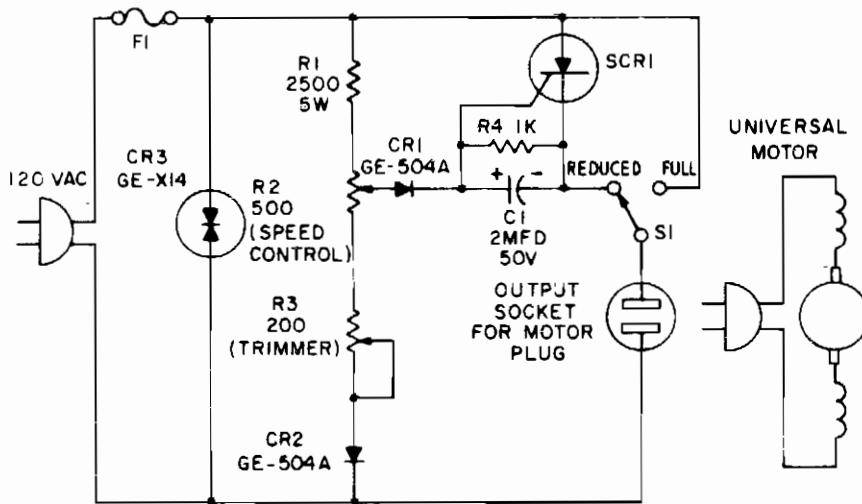 F1
R1
2500
5W
SCR1
R4 1K
CR1
GE-504A
UNIVERSAL
MOTOR
CR3
GE-X14
120 VAC
R2
500
(SPEED
CONTROL)
+
-
REDUCED
FULL
C1
2MFD
50V
S1
R3
200
(TRIMMER)
OUTPUT
SOCKET
FOR MOTOR
PLUG
CR2
GE-504A